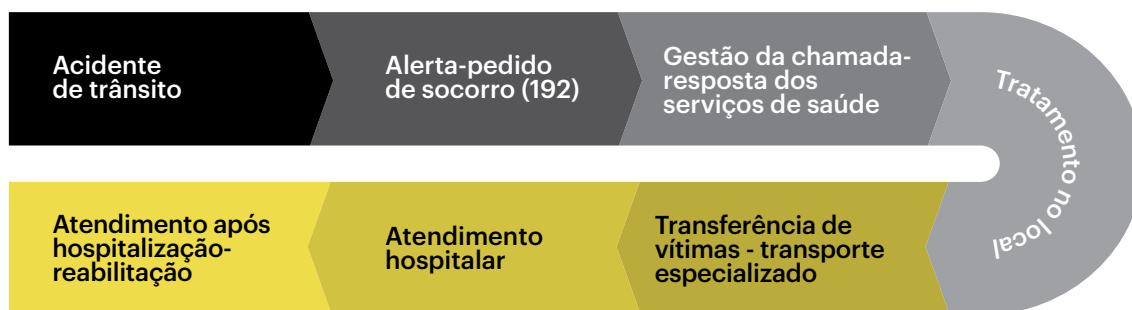 Acidente
de trânsito
Alerta-pedido
de socorro (192)
Gestão da chamada-
resposta dos
serviços de saúde
Tratamento no local
Transferência de
vítimas - transporte
especializado
Atendimento
hospitalar
Atendimento após
hospitalização-
reabilitação